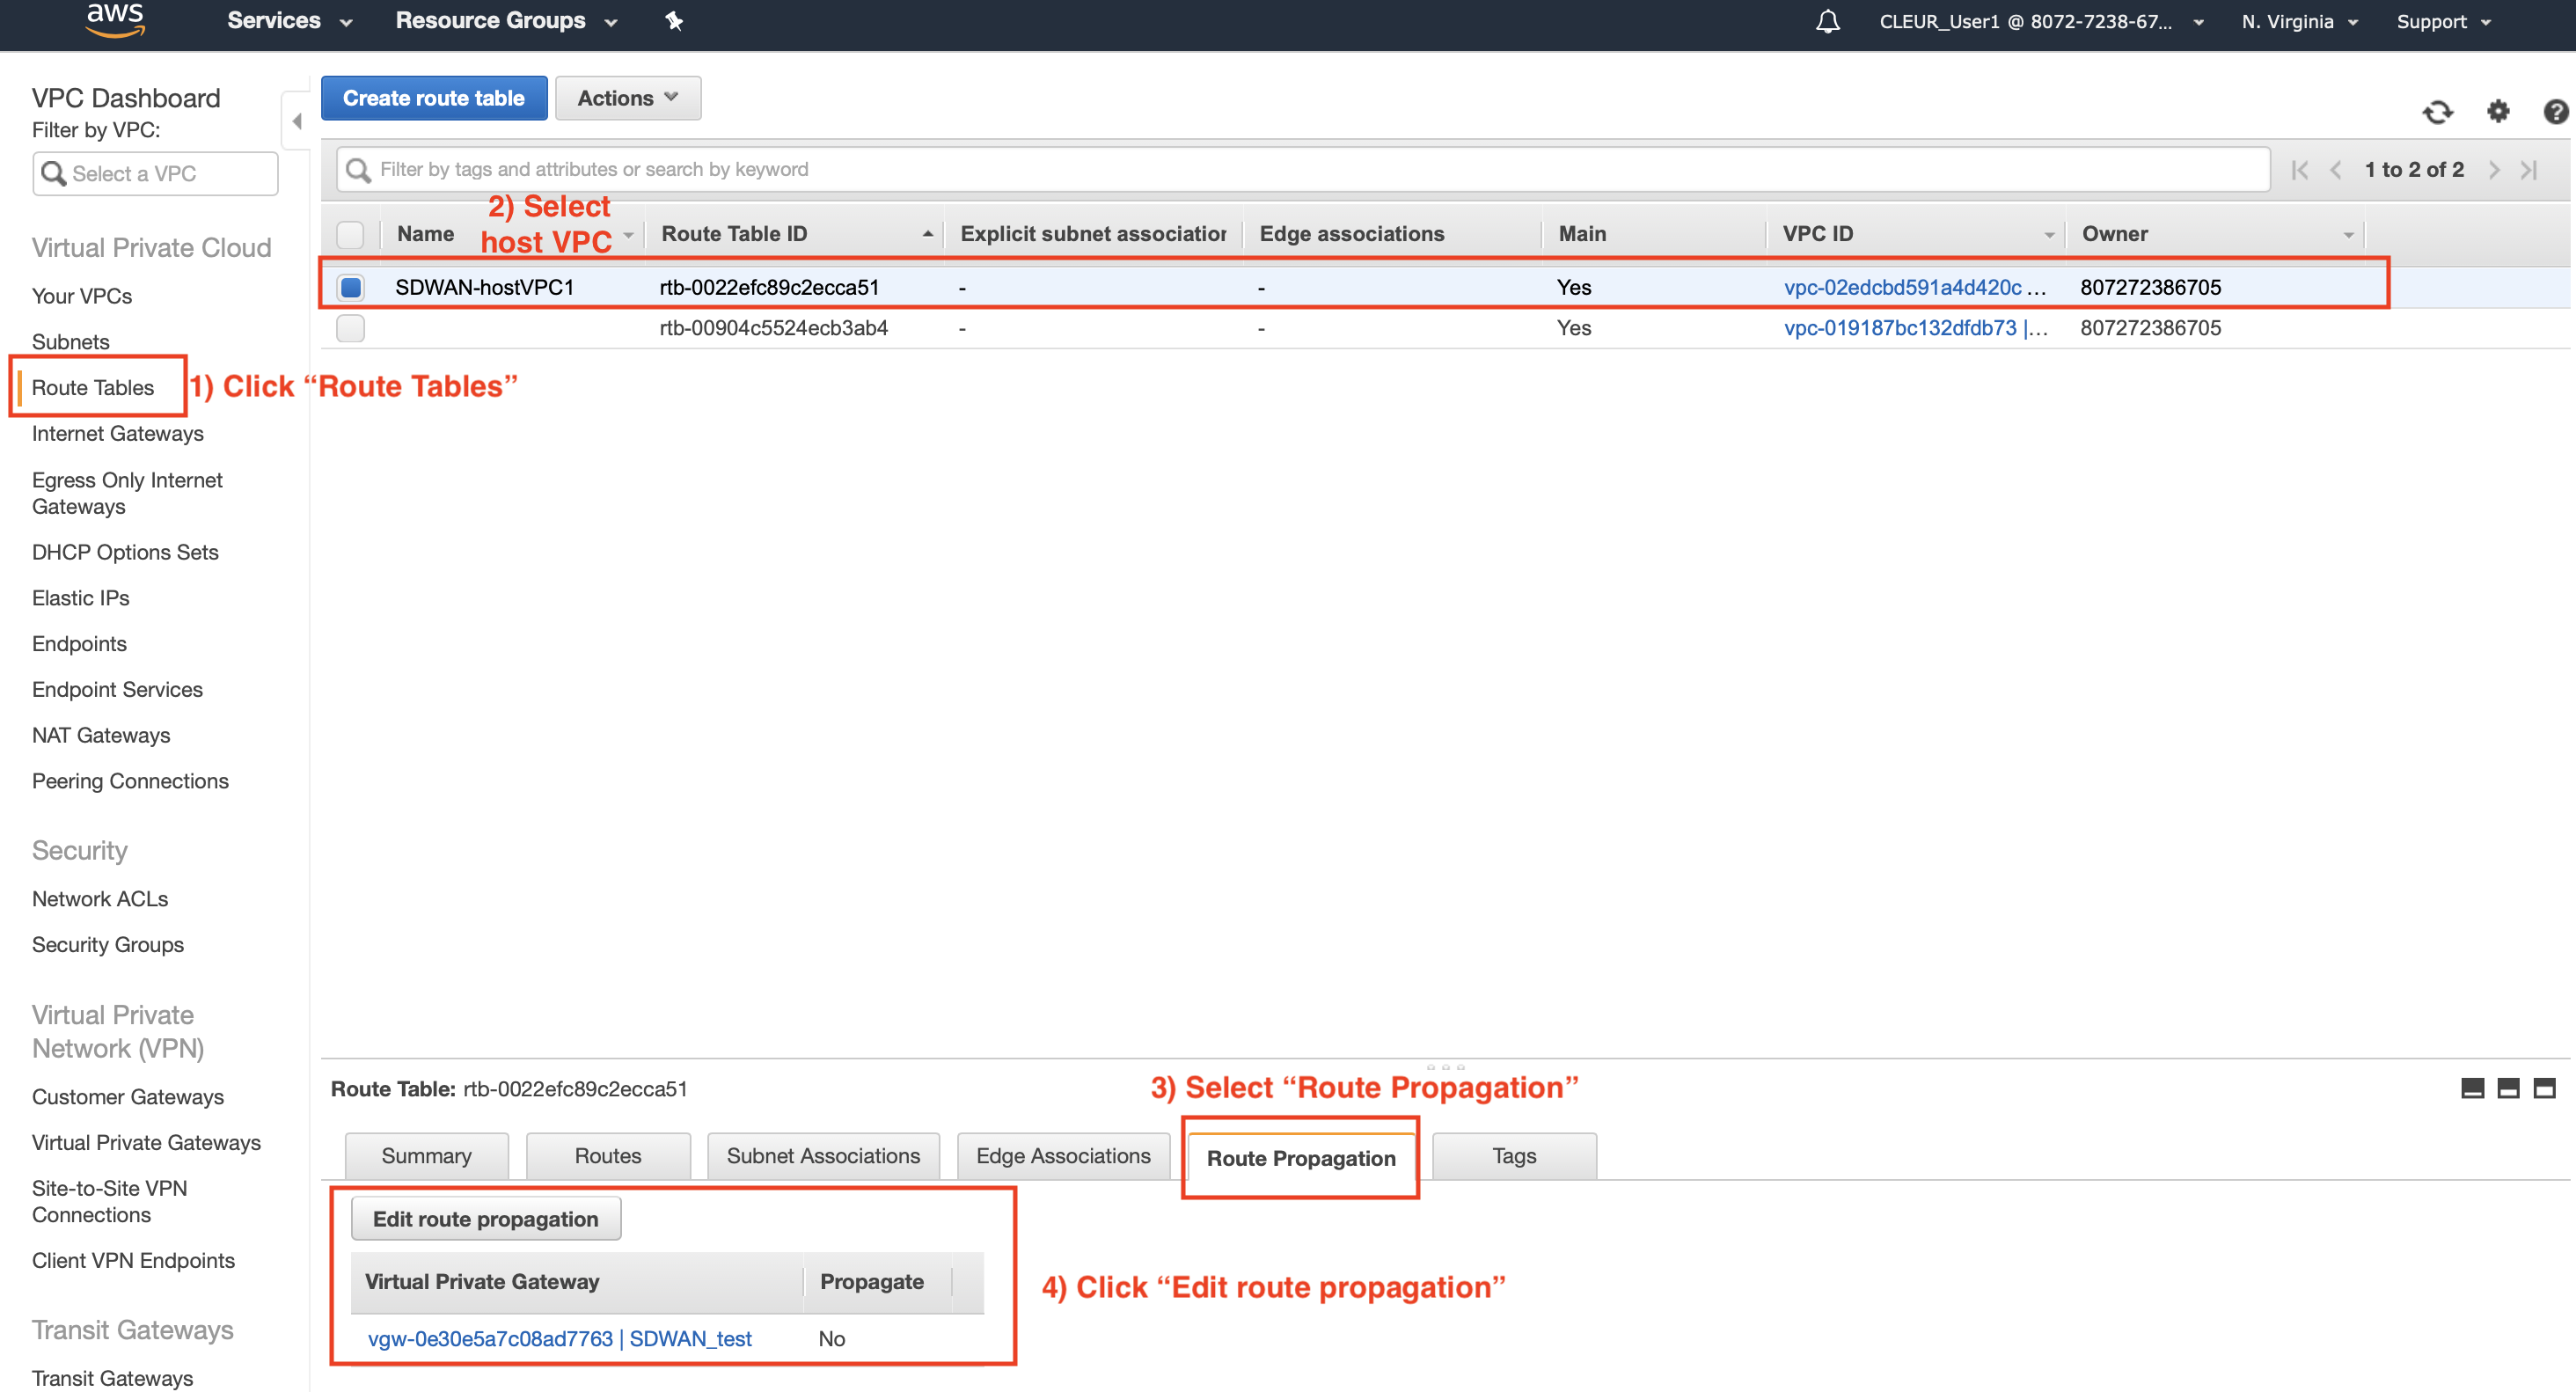 aws
Services
Resource Groups
CLEUR_User1 @ 8072-7238-67...
N. Virginia
Support
VPC Dashboard
Filter by VPC:
Select a VPC
Virtual Private Cloud
Your VPCs
Subnets
Route Tables
Internet Gateways
Egress Only Internet
Gateways
DHCP Options Sets
Elastic IPs
Endpoints
Endpoint Services
NAT Gateways
Peering Connections
Security
Network ACLs
Security Groups
Virtual Private
Network (VPN)
Customer Gateways
Virtual Private Gateways
Site-to-Site VPN
Connections
Client VPN Endpoints
Transit Gateways
Transit Gateways
1) Click “Route Tables”
Create route table
Actions
Filter by tags and attributes or search by keyword
1 to 2 of 2
2) Select
host VPC
Name Route Table ID Explicit subnet association Edge associations Main VPC ID Owner
SDWAN-hostVPC1 rtb-0022efc89c2ecca51 - - Yes vpc-02edcbd591a4d420c ... 807272386705
rtb-00904c5524ecb3ab4 - - Yes vpc-019187bc132dfdb73 |... 807272386705
Route Table: rtb-0022efc89c2ecca51
3) Select “Route Propagation”
Summary Routes Subnet Associations Edge Associations Route Propagation Tags
Edit route propagation
Virtual Private Gateway Propagate
4) Click “Edit route propagation”
vgw-0e30e5a7c08ad7763 | SDWAN_test No